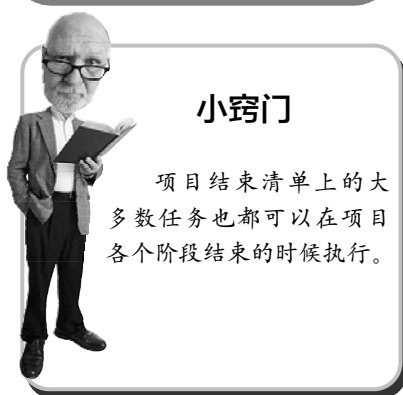 小窍门
项目结束清单上的大
多数任务也都可以在项目
各个阶段结束的时候执行。